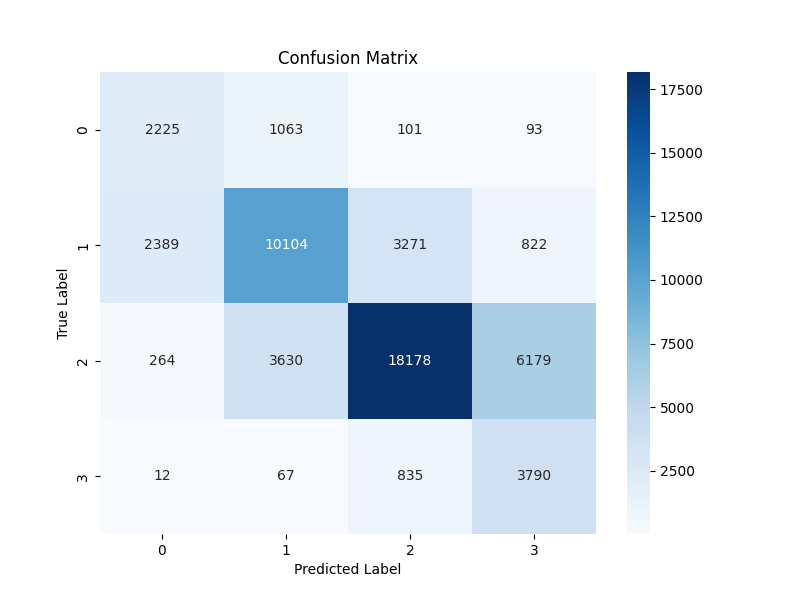 Confusion Matrix
0 2225 1063 101 93
1 2389 10104 3271 822
2 264 3630 18178 6179
3 12 67 835 3790
0 1 2 3
True Label
Predicted Label
17500
15000
12500
10000
7500
5000
2500